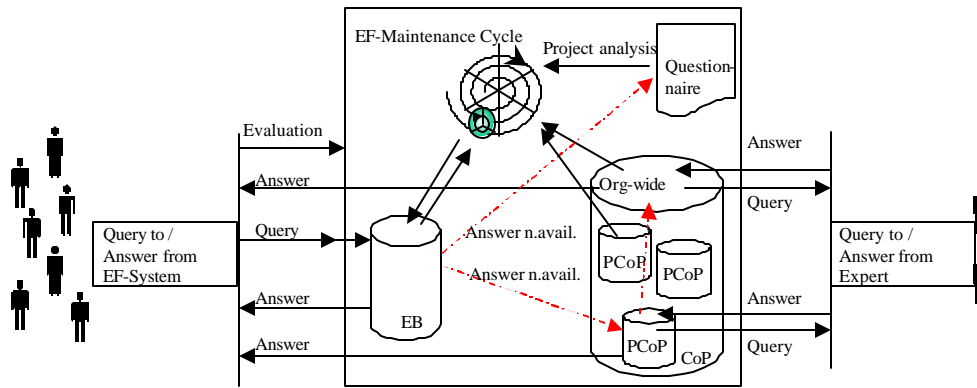 EF-Maintenance Cycle
Project analysis
Question-
naire
Evaluation
Answer
Answer
Org-wide
Query
Query
Answer n.avail.
Query to /
Answer from
EF-System
PCoP
PCoP
Query to /
Answer from
Expert
Answer n.avail.
Answer
Answer
EB
PCoP
CoP
Answer
Query